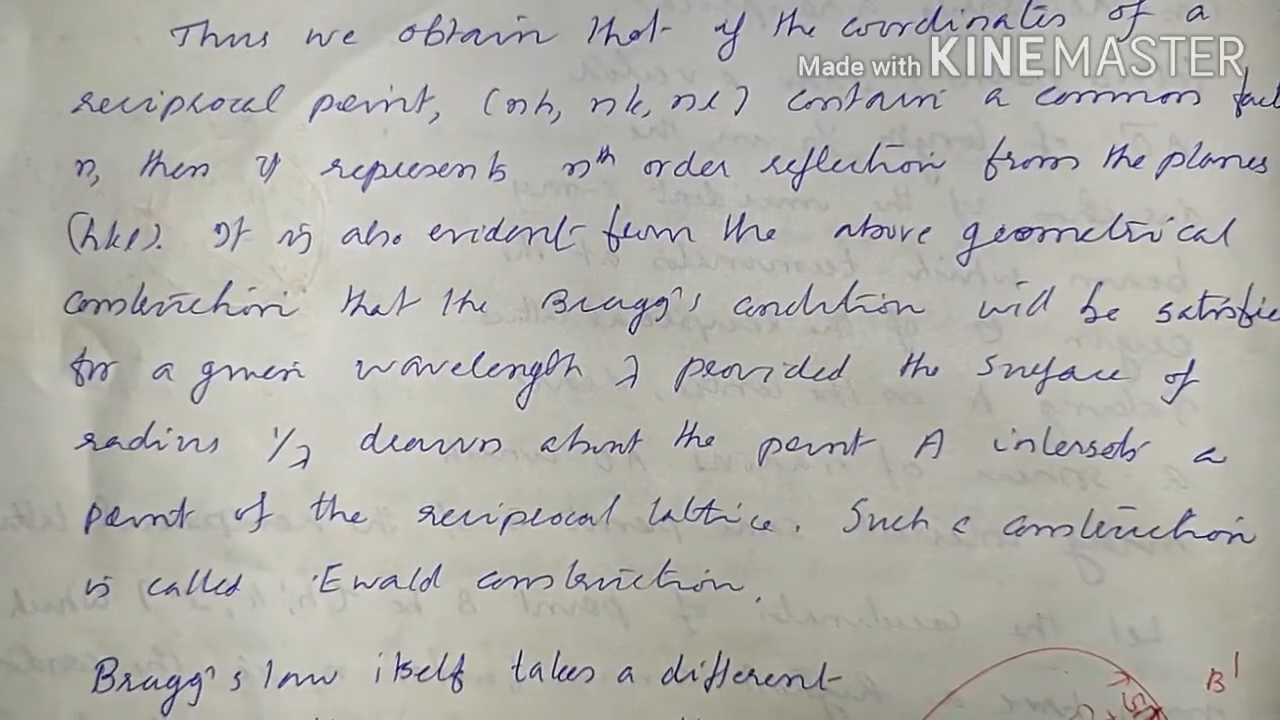 Thus we obtain that if the coordinates of a
Made with KINEMASTER
reciprocal point, (nh, nk, nl) contain a common fact
n, then it represents nth order reflection from the planes
(hkl). It is also evident from the above geometrical
construction that the Bragg's condition will be satisfie
for a given wavelength λ provided the surface of
radius 1/λ drawn about the point A intersets a
point of the reciprocal lattice. Such a construction
is called Ewald construction.
Bragg's law itself takes a different
B'